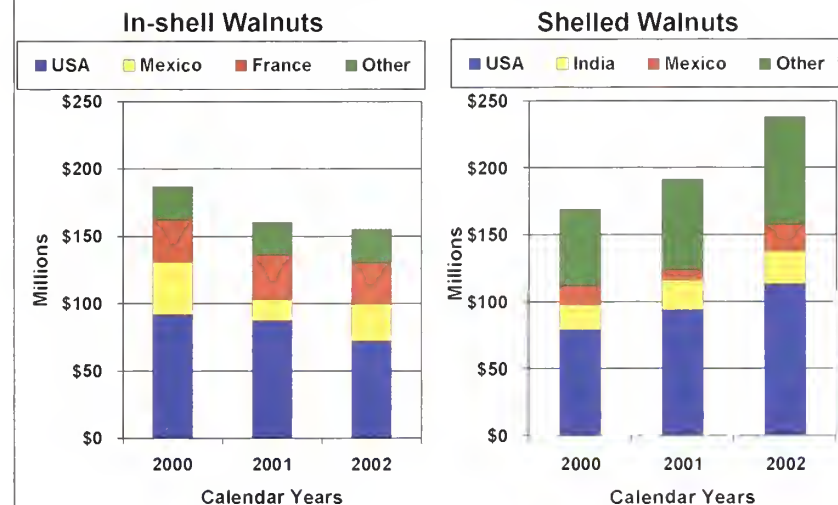 In-shell Walnuts
USA Mexico France Other
$250
$200
$150
$100
$50
$0
Millions
2000 2001 2002
Calendar Years
Shelled Walnuts
USA India Mexico Other
$250
$200
$150
$100
$50
$0
Millions
2000 2001 2002
Calendar Years